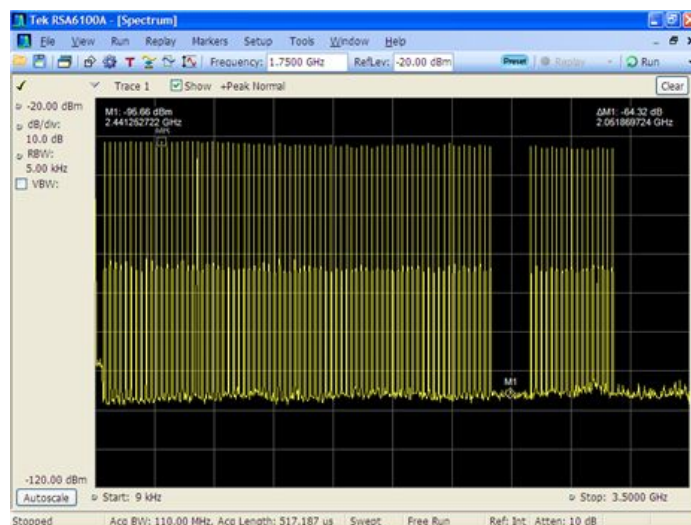 Tek RSA6100A - [Spectrum]
File View Run Replay Markers Setup Tools Window Help
Frequency: 1.7500 GHz RefLev: -20.00 dBm Preset Replay Run
Trace 1 Show +Peak Normal Clear
-20.00 dBm
dB/div:
10.0 dB
RBW:
5.00 kHz
VBW:
M1: -96.66 dBm
2.441262722 GHz
MR
ΔM1: -64.32 dB
2.051869724 GHz
M1
-120.00 dBm
Autoscale Start: 9 kHz Stop: 3.5000 GHz
Stopped Acq BW: 110.00 MHz, Acq Length: 517.187 us Swept Free Run Ref: Int Atten: 10 dB